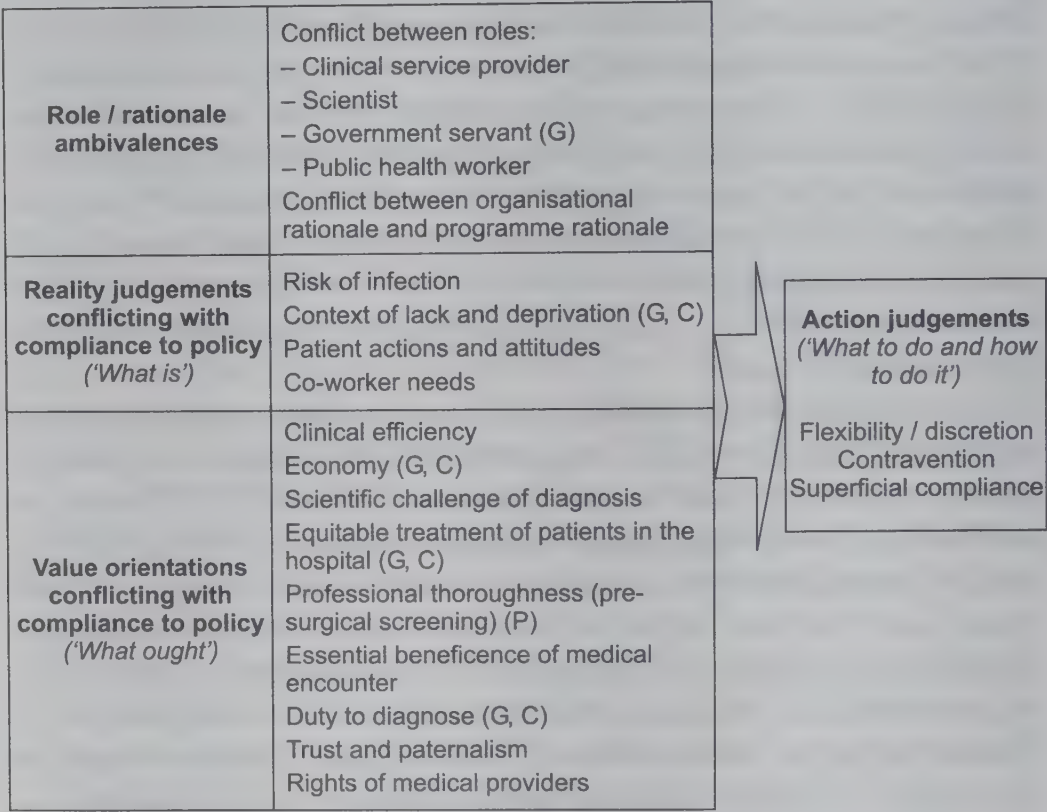 Role / rationale
ambivalences
Conflict between roles:
– Clinical service provider
– Scientist
– Government servant (G)
– Public health worker
Conflict between organisational
rationale and programme rationale
Reality judgements
conflicting with
compliance to policy
(‘What is’)
Risk of infection
Context of lack and deprivation (G, C)
Patient actions and attitudes
Co-worker needs
Value orientations
conflicting with
compliance to policy
(‘What ought’)
Clinical efficiency
Economy (G, C)
Scientific challenge of diagnosis
Equitable treatment of patients in the
hospital (G, C)
Professional thoroughness (pre-
surgical screening) (P)
Essential beneficence of medical
encounter
Duty to diagnose (G, C)
Trust and paternalism
Rights of medical providers
Action judgements
(‘What to do and how
to do it’)
Flexibility / discretion
Contravention
Superficial compliance